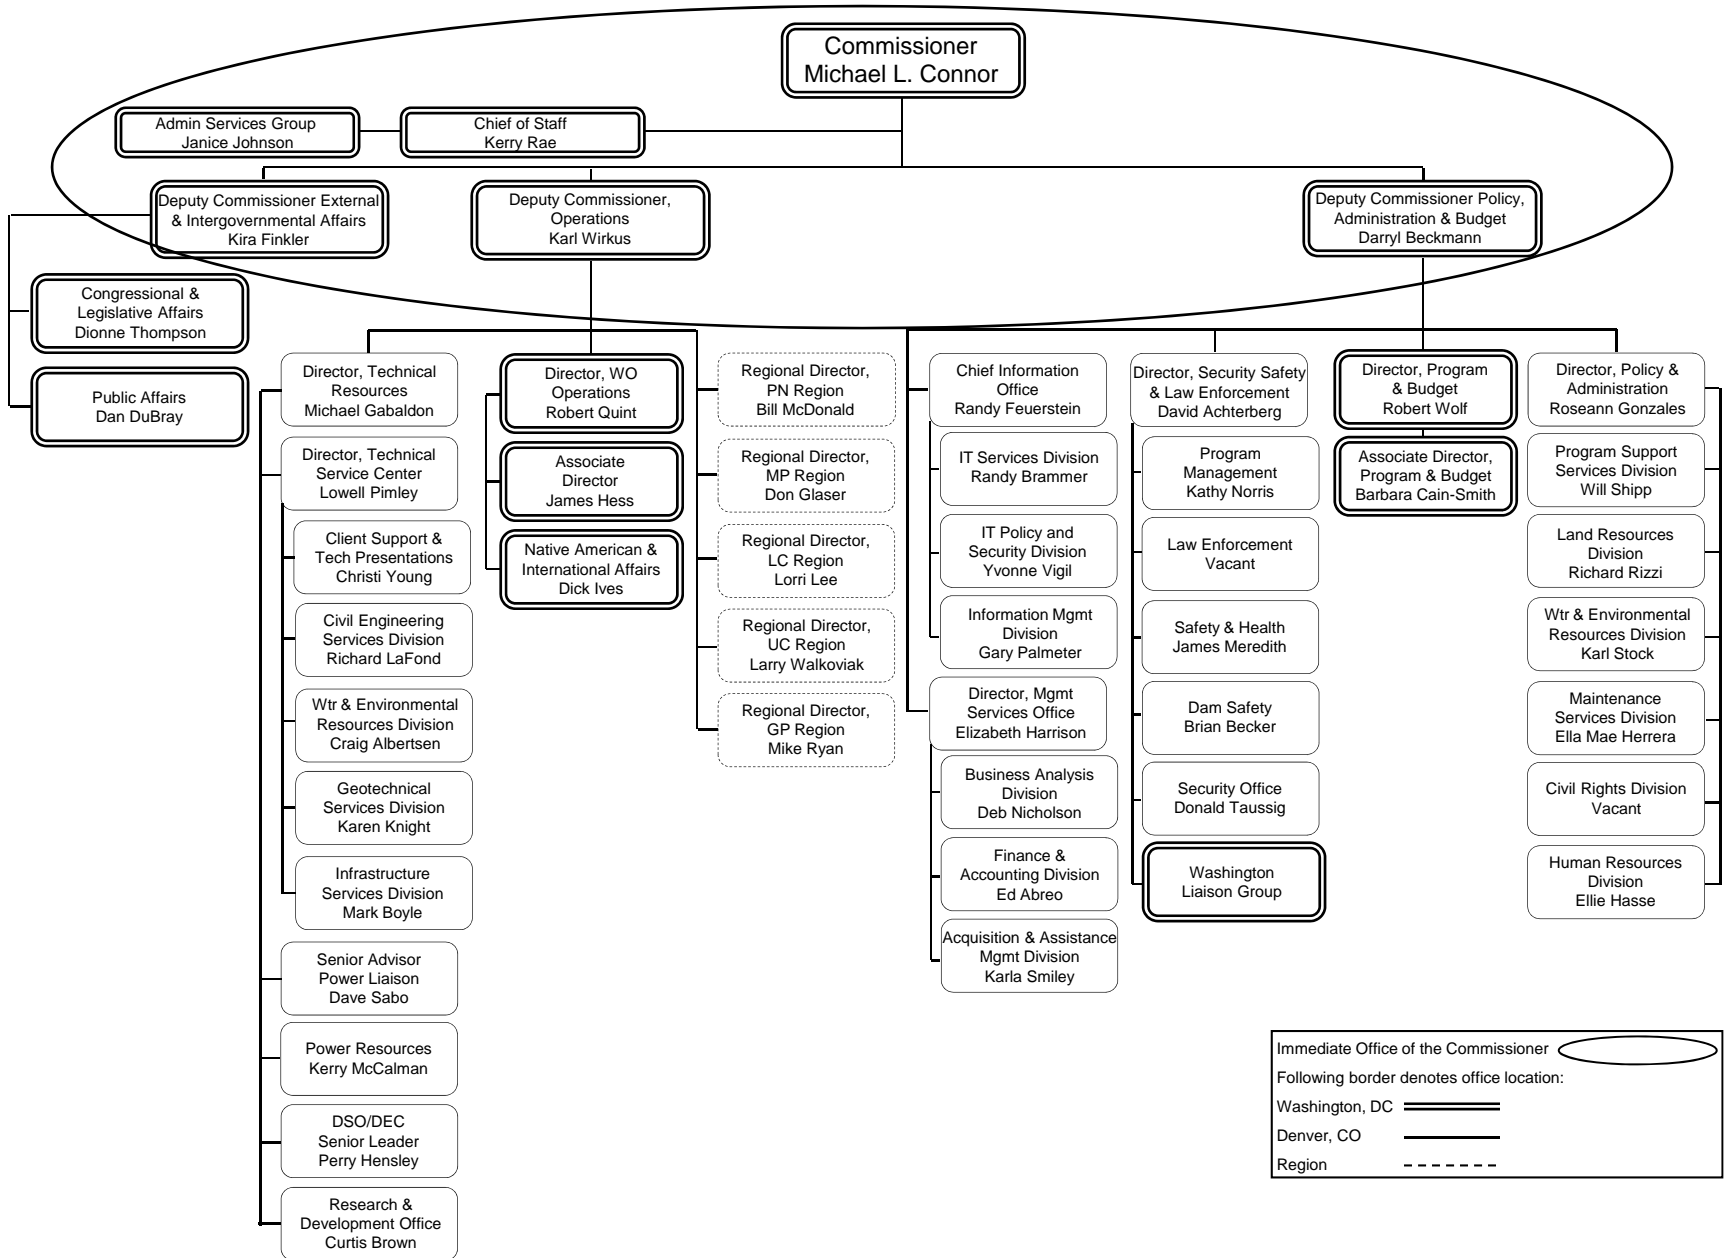 Commissioner
Michael L. Connor
Admin Services Group
Janice Johnson
Chief of Staff
Kerry Rae
Deputy Commissioner External
& Intergovernmental Affairs
Kira Finkler
Deputy Commissioner,
Operations
Karl Wirkus
Deputy Commissioner Policy,
Administration & Budget
Darryl Beckmann
Congressional &
Legislative Affairs
Dionne Thompson
Public Affairs
Dan DuBray
Director, Technical
Resources
Michael Gabaldon
Director, Technical
Service Center
Lowell Pimley
Client Support &
Tech Presentations
Christi Young
Civil Engineering
Services Division
Richard LaFond
Wtr & Environmental
Resources Division
Craig Albertsen
Geotechnical
Services Division
Karen Knight
Infrastructure
Services Division
Mark Boyle
Senior Advisor
Power Liaison
Dave Sabo
Power Resources
Kerry McCalman
DSO/DEC
Senior Leader
Perry Hensley
Research &
Development Office
Curtis Brown
Director, WO
Operations
Robert Quint
Associate
Director
James Hess
Native American &
International Affairs
Dick Ives
Regional Director,
PN Region
Bill McDonald
Regional Director,
MP Region
Don Glaser
Regional Director,
LC Region
Lorri Lee
Regional Director,
UC Region
Larry Walkoviak
Regional Director,
GP Region
Mike Ryan
Chief Information
Office
Randy Feuerstein
IT Services Division
Randy Brammer
IT Policy and
Security Division
Yvonne Vigil
Information Mgmt
Division
Gary Palmeter
Director, Mgmt
Services Office
Elizabeth Harrison
Business Analysis
Division
Deb Nicholson
Finance &
Accounting Division
Ed Abreo
Acquisition & Assistance
Mgmt Division
Karla Smiley
Director, Security Safety
& Law Enforcement
David Achterberg
Program
Management
Kathy Norris
Law Enforcement
Vacant
Safety & Health
James Meredith
Dam Safety
Brian Becker
Security Office
Donald Taussig
Washington
Liaison Group
Director, Program
& Budget
Robert Wolf
Associate Director,
Program & Budget
Barbara Cain-Smith
Director, Policy &
Administration
Roseann Gonzales
Program Support
Services Division
Will Shipp
Land Resources
Division
Richard Rizzi
Wtr & Environmental
Resources Division
Karl Stock
Maintenance
Services Division
Ella Mae Herrera
Civil Rights Division
Vacant
Human Resources
Division
Ellie Hasse
Immediate Office of the Commissioner
Following border denotes office location:
Washington, DC
Denver, CO
Region